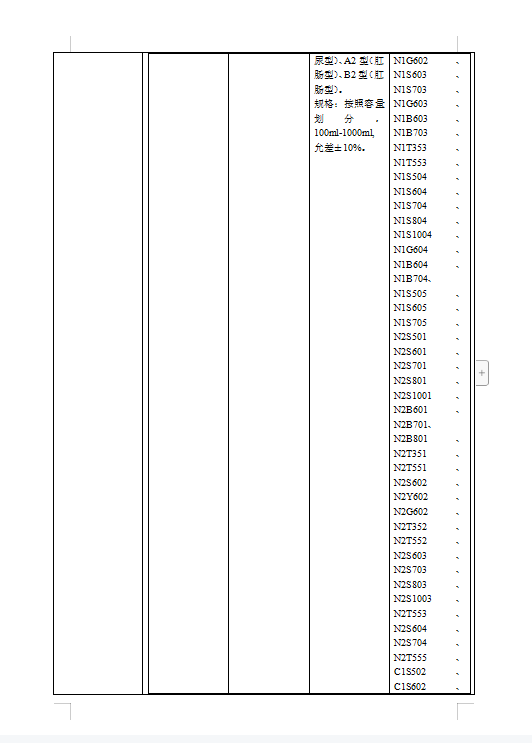 尿型）、A2 型（肛
肠型）、B2 型（肛
肠型）。
规格：按照容量
划分，
100ml-1000ml,
允差±10%。
N1G602 、
N1S603 、
N1S703 、
N1G603 、
N1B603 、
N1B703 、
N1T353 、
N1T553 、
N1S504 、
N1S604 、
N1S704 、
N1S804 、
N1S1004 、
N1G604 、
N1B604 、
N1B704、
N1S505 、
N1S605 、
N1S705 、
N2S501 、
N2S601 、
N2S701 、
N2S801 、
N2S1001 、
N2B601 、
N2B701、
N2B801 、
N2T351 、
N2T551 、
N2S602 、
N2Y602 、
N2G602 、
N2T352 、
N2T552 、
N2S603 、
N2S703 、
N2S803 、
N2S1003 、
N2T553 、
N2S604 、
N2S704 、
N2T555 、
C1S502 、
C1S602 、